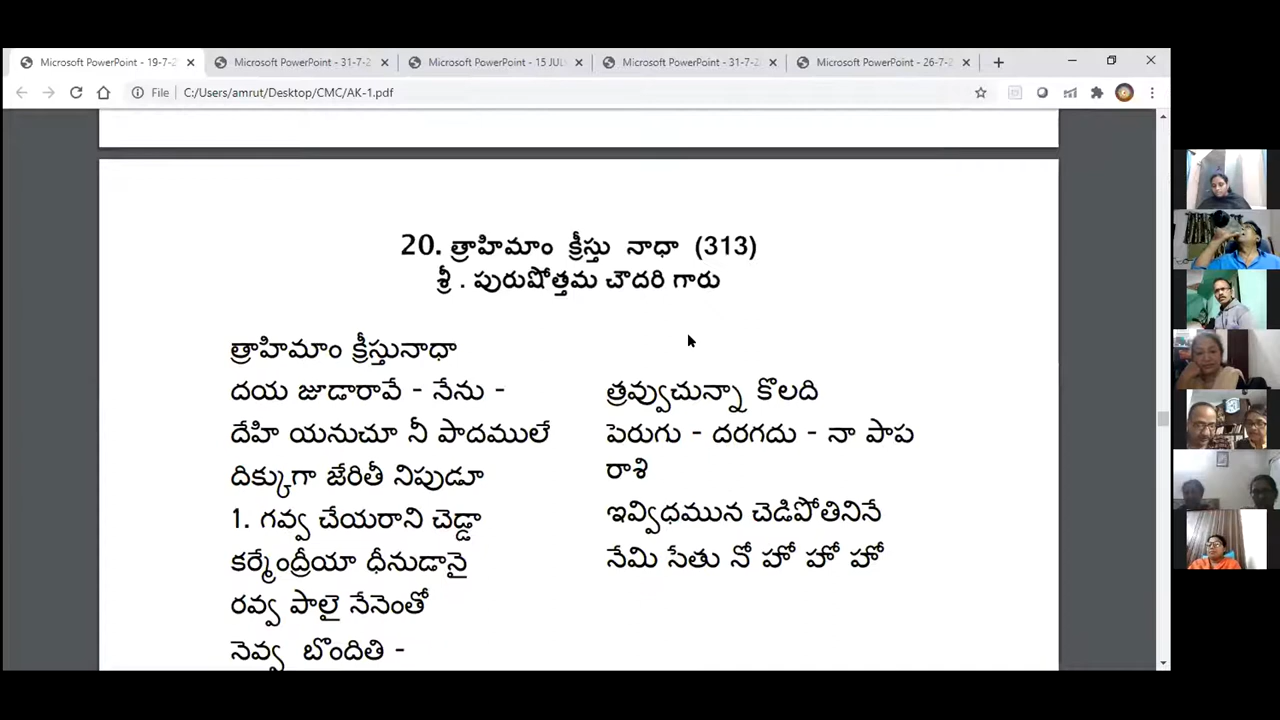 Microsoft PowerPoint - 19-7-2
Microsoft PowerPoint - 31-7-2
Microsoft PowerPoint - 15 JUL
Microsoft PowerPoint - 31-7-2
Microsoft PowerPoint - 26-7-2
File | C:/Users/amrut/Desktop/CMC/AK-1.pdf
20. త్రాహిమాం క్రీస్తు నాధా (313)
శ్రీ . పురుషోత్తమ చౌదరి గారు
త్రాహిమాం క్రీస్తునాధా
దయ జూడారావే - నేను -
దేహి యనుచూ నీ పాదములే
దిక్కుగా జేరితీ నిపుడూ
1. గవ్వ చేయరాని చెడ్డా
కర్మేంద్రీయా ధీనుడానై
రవ్వ పాలై నేనెంతో
నెవ్వ బొందితి -
త్రవ్వుచున్నా కొలది
పెరుగు - దరగదు - నా పాప
రాశి
ఇవ్విధమున చెడిపోతినినే
నేమి సేతు నో హో హో హో